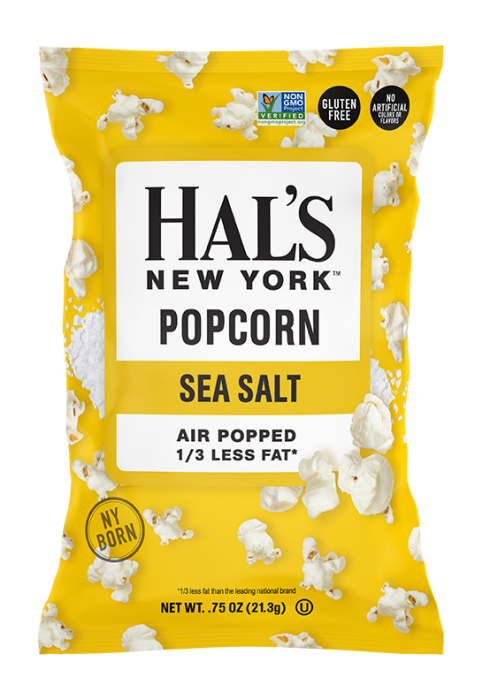 NON
GMO
Project
VERIFIED
nongmoproject.org
GLUTEN
FREE
NO
ARTIFICIAL
COLORS OR
FLAVORS
HAL'S
NEW YORK™
POPCORN
SEA SALT
AIR POPPED
1/3 LESS FAT*
NY
BORN
*1/3 less fat than the leading national brand
NET WT. .75 OZ (21.3g) U